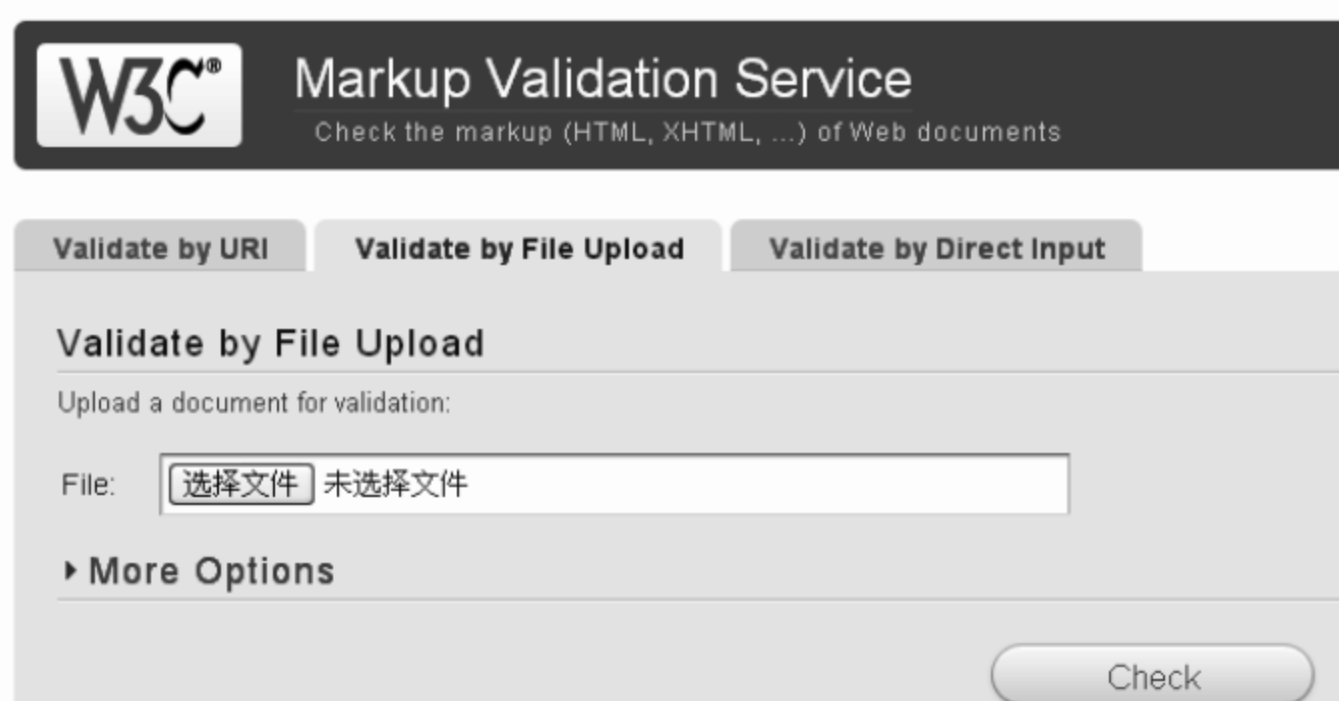 W3C®
Markup Validation Service
Check the markup (HTML, XHTML, ...) of Web documents
Validate by URI
Validate by File Upload
Validate by Direct Input
Validate by File Upload
Upload a document for validation:
File: 选择文件 未选择文件
More Options
Check